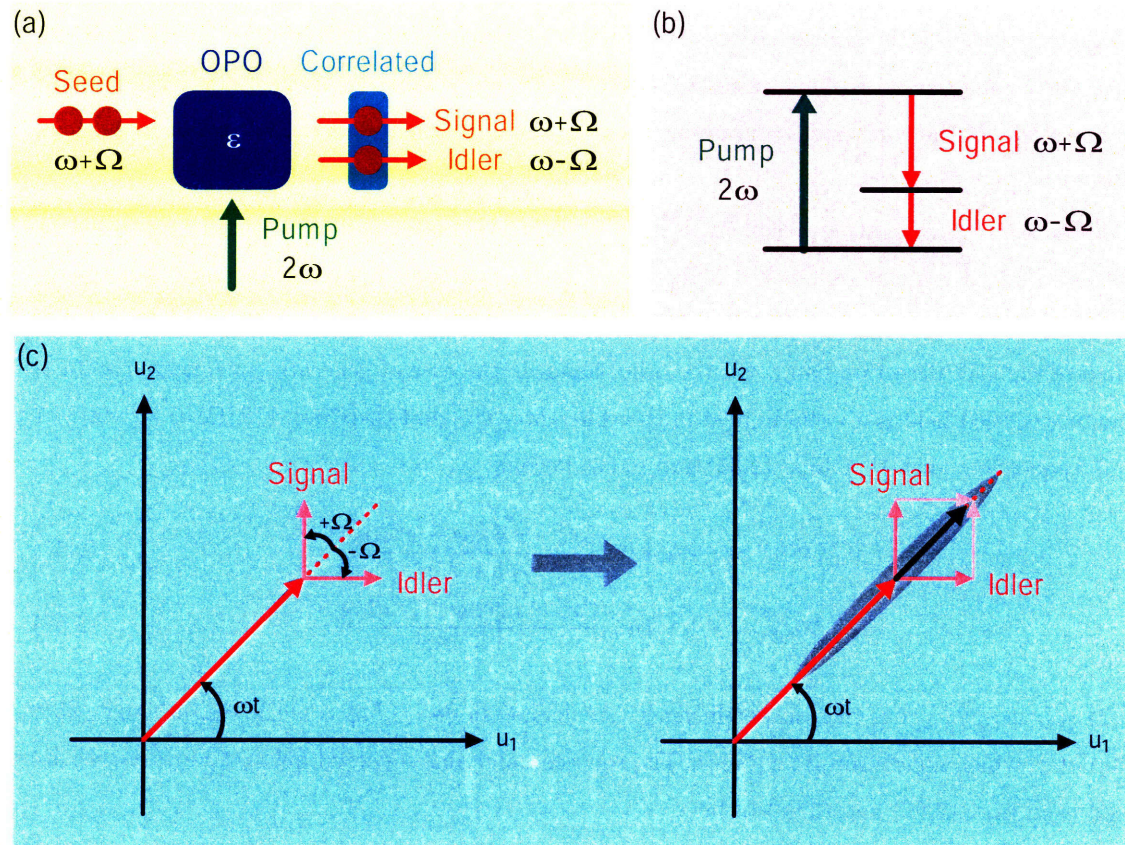 (a)
OPO
Correlated
Seed
ω+Ω
ε
Signal ω+Ω
Idler ω-Ω
Pump
2ω
(b)
Pump
2ω
Signal ω+Ω
Idler ω-Ω
(c)
u2
Signal
+Ω
-Ω
Idler
ωt
u1
u2
Signal
Idler
ωt
u1